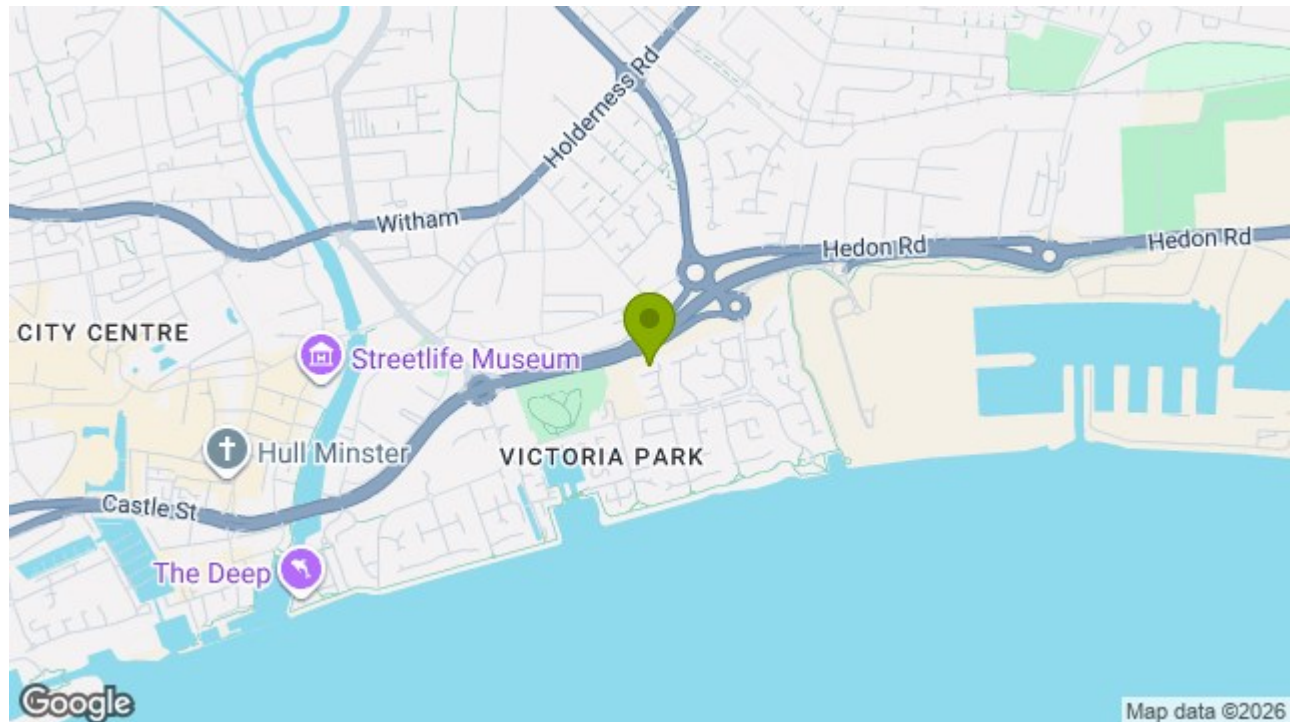 Holderness Rd
Witham
Hedon Rd
Hedon Rd
CITY CENTRE
Streetlife Museum
Hull Minster
VICTORIA PARK
Castle St
The Deep
Google
Map data ©2026